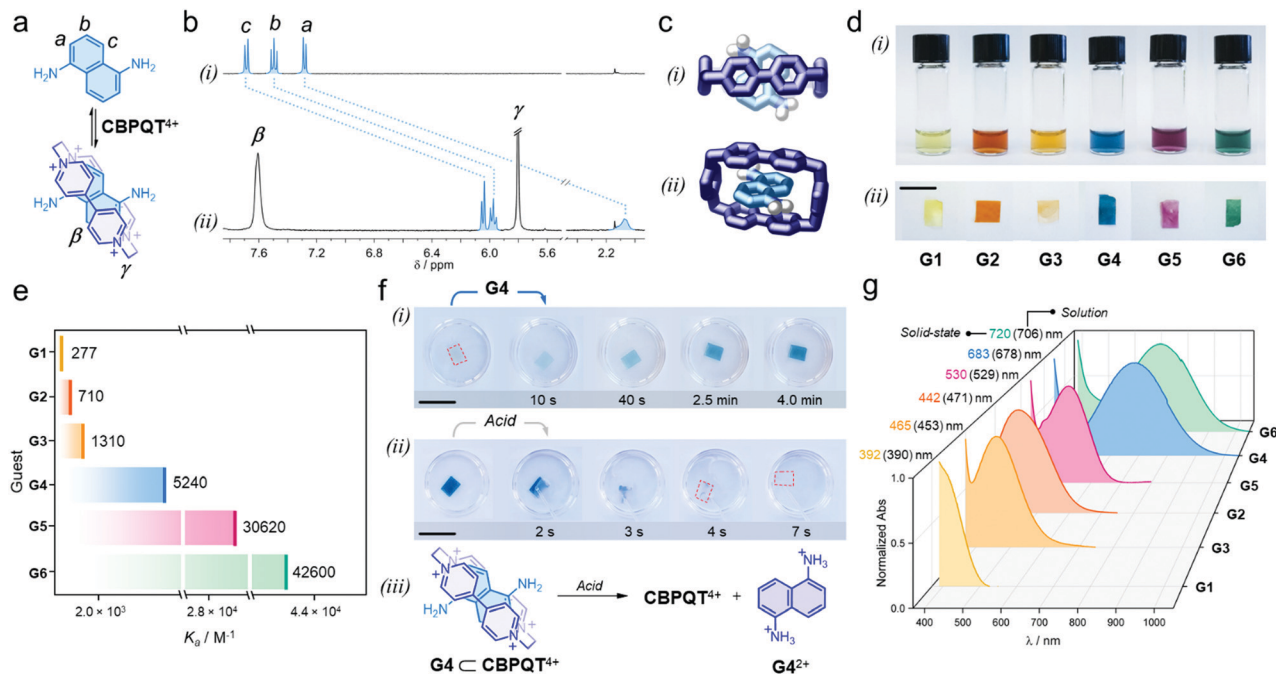 a
a b c
H₂N
NH₂
CBPQT⁴⁺
H₂N
NH₂
N⁺
N⁺
+
+
β
γ
b
c b a
(i)
β
γ
(ii)
7.6 7.2 6.8 6.4 6.0 5.6 2.0
δ / ppm
c
(i)
(ii)
d
(i)
(ii)
G1 G2 G3 G4 G5 G6
e
Guest
G1 277
G2 710
G3 1310
G4 5240
G5 30620
G6 42600
2.0 × 10³ 2.8 × 10⁴ 4.4 × 10⁴
Kₐ / M⁻¹
f
G4
(i)
10 s 40 s 2.5 min 4.0 min
Acid
(ii)
2 s 3 s 4 s 7 s
(iii)
H₂N
NH₂
N⁺
+
+
+
Acid
CBPQT⁴⁺ +
⁺NH₃
⁺NH₃
G4 ⊂ CBPQT⁴⁺
G4²⁺
g
Solution
Solid-state
720 (706) nm
683 (678) nm
530 (529) nm
442 (471) nm
465 (453) nm
392 (390) nm
G6
G4
G5
G2
G3
G1
Normalized Abs
1.0
0.5
0.0
400 500 600 700 800 900 1000
λ / nm